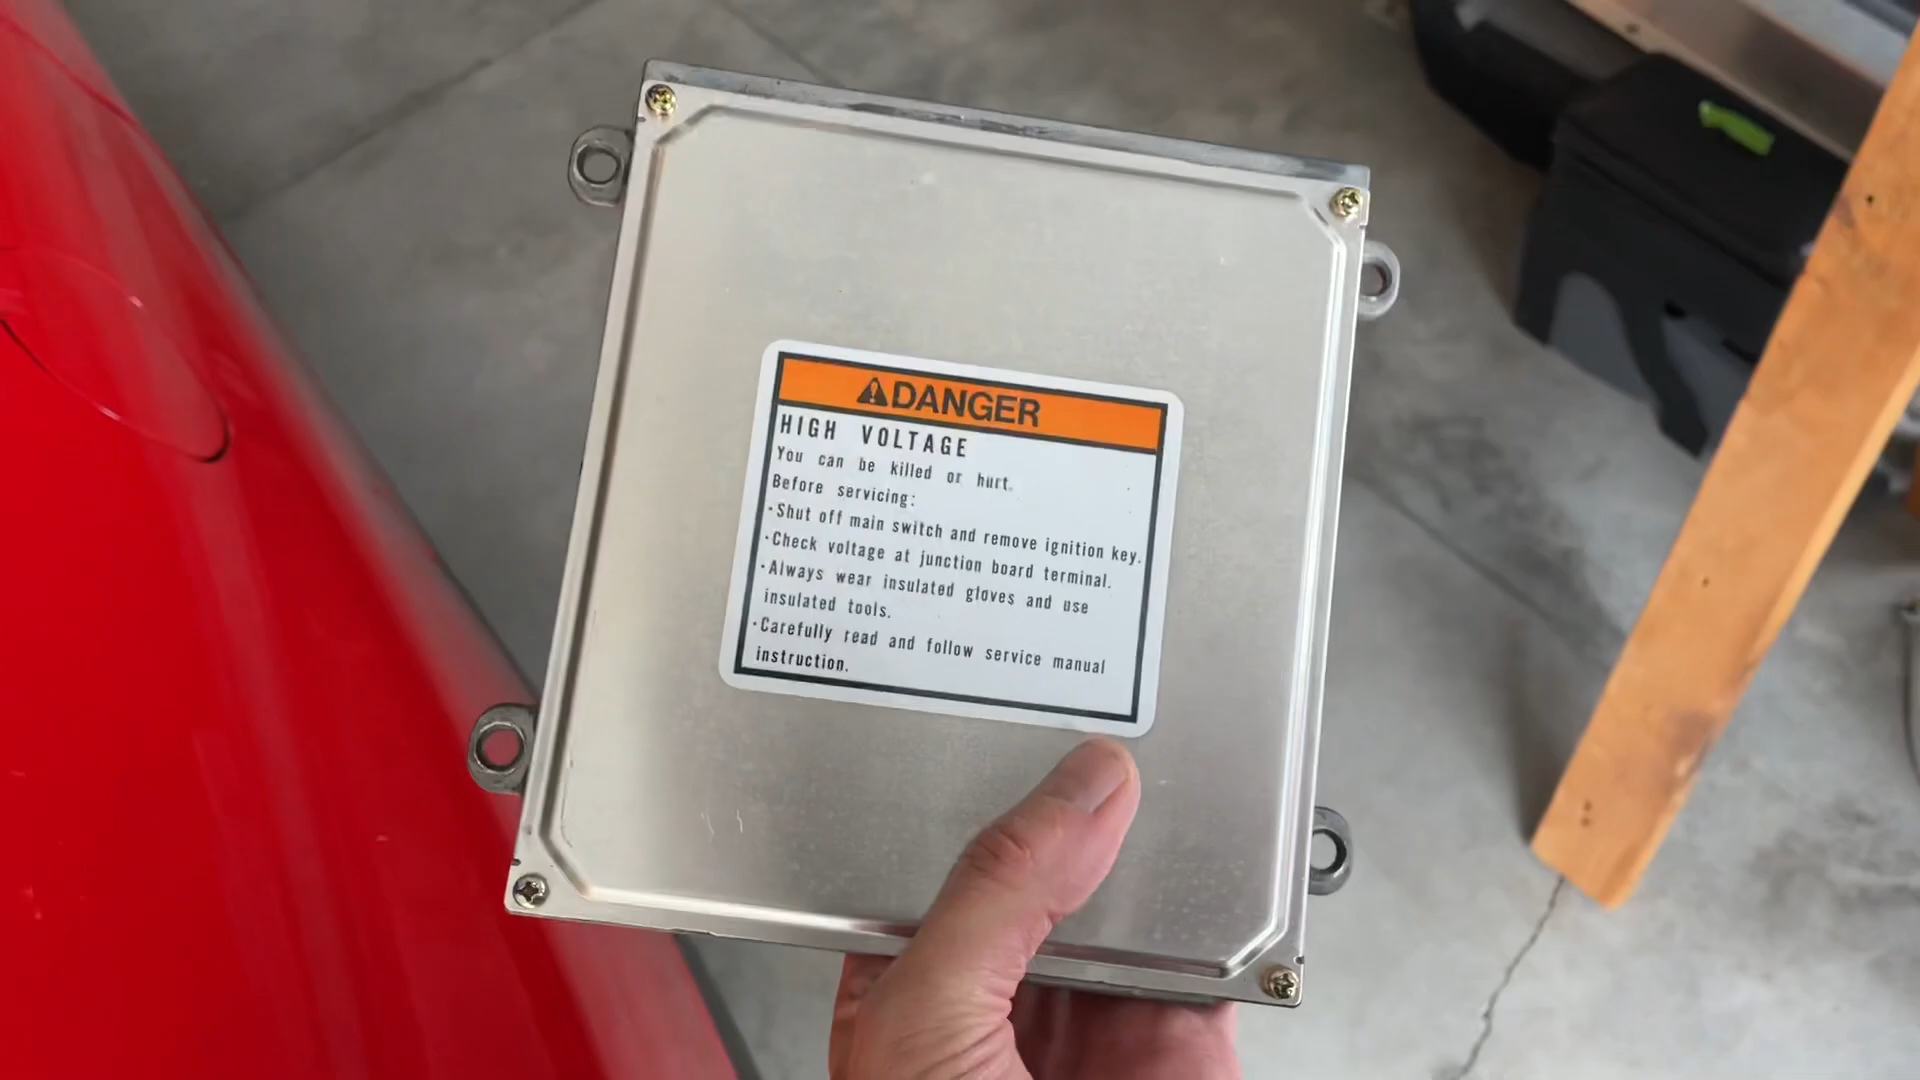 DANGER
HIGH VOLTAGE
You can be killed or hurt.
Before servicing:
·Shut off main switch and remove ignition key.
·Check voltage at junction board terminal.
·Always wear insulated gloves and use
insulated tools.
·Carefully read and follow service manual
instruction.